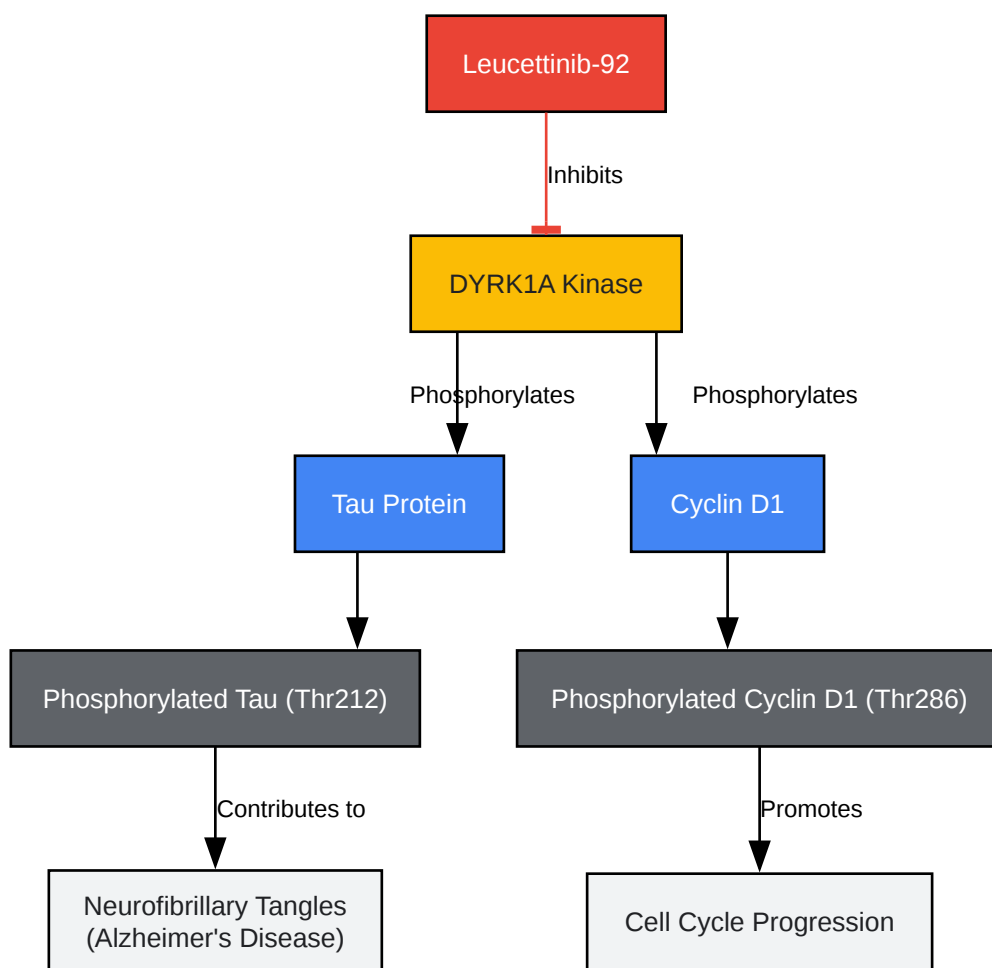 Leucettinib-92
Inhibits
DYRK1A Kinase
Phosphorylates
Phosphorylates
Tau Protein
Cyclin D1
Phosphorylated Tau (Thr212)
Phosphorylated Cyclin D1 (Thr286)
Contributes to
Promotes
Neurofibrillary Tangles
(Alzheimer's Disease)
Cell Cycle Progression